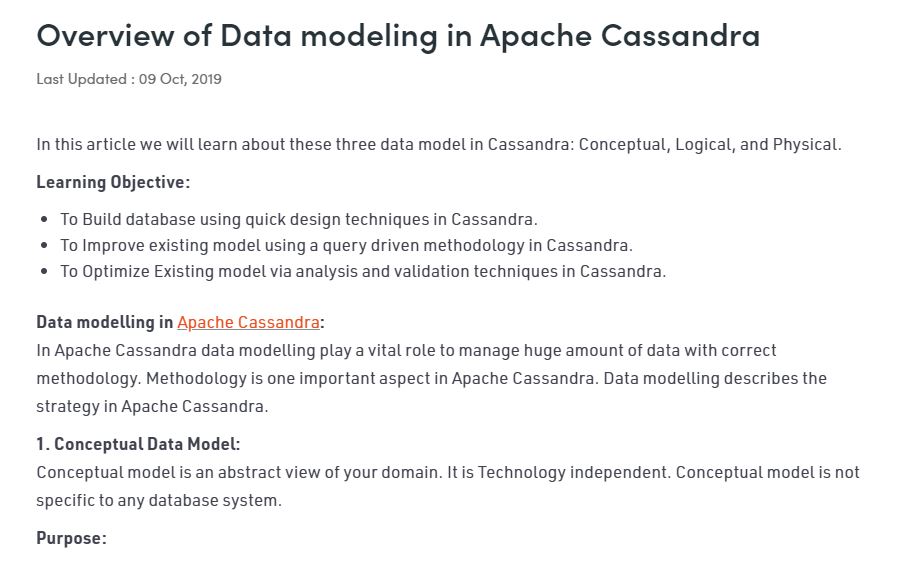 Overview of Data modeling in Apache Cassandra
Last Updated : 09 Oct, 2019
In this article we will learn about these three data model in Cassandra: Conceptual, Logical, and Physical.
Learning Objective:
• To Build database using quick design techniques in Cassandra.
• To Improve existing model using a query driven methodology in Cassandra.
• To Optimize Existing model via analysis and validation techniques in Cassandra.
Data modelling in Apache Cassandra:
In Apache Cassandra data modelling play a vital role to manage huge amount of data with correct
methodology. Methodology is one important aspect in Apache Cassandra. Data modelling describes the
strategy in Apache Cassandra.
1. Conceptual Data Model:
Conceptual model is an abstract view of your domain. It is Technology independent. Conceptual model is not
specific to any database system.
Purpose: